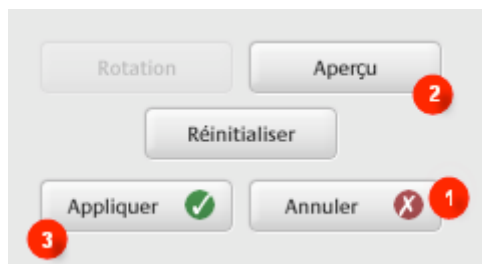 Rotation
Aperçu
2
Réinitialiser
Appliquer
Annuler
1
3